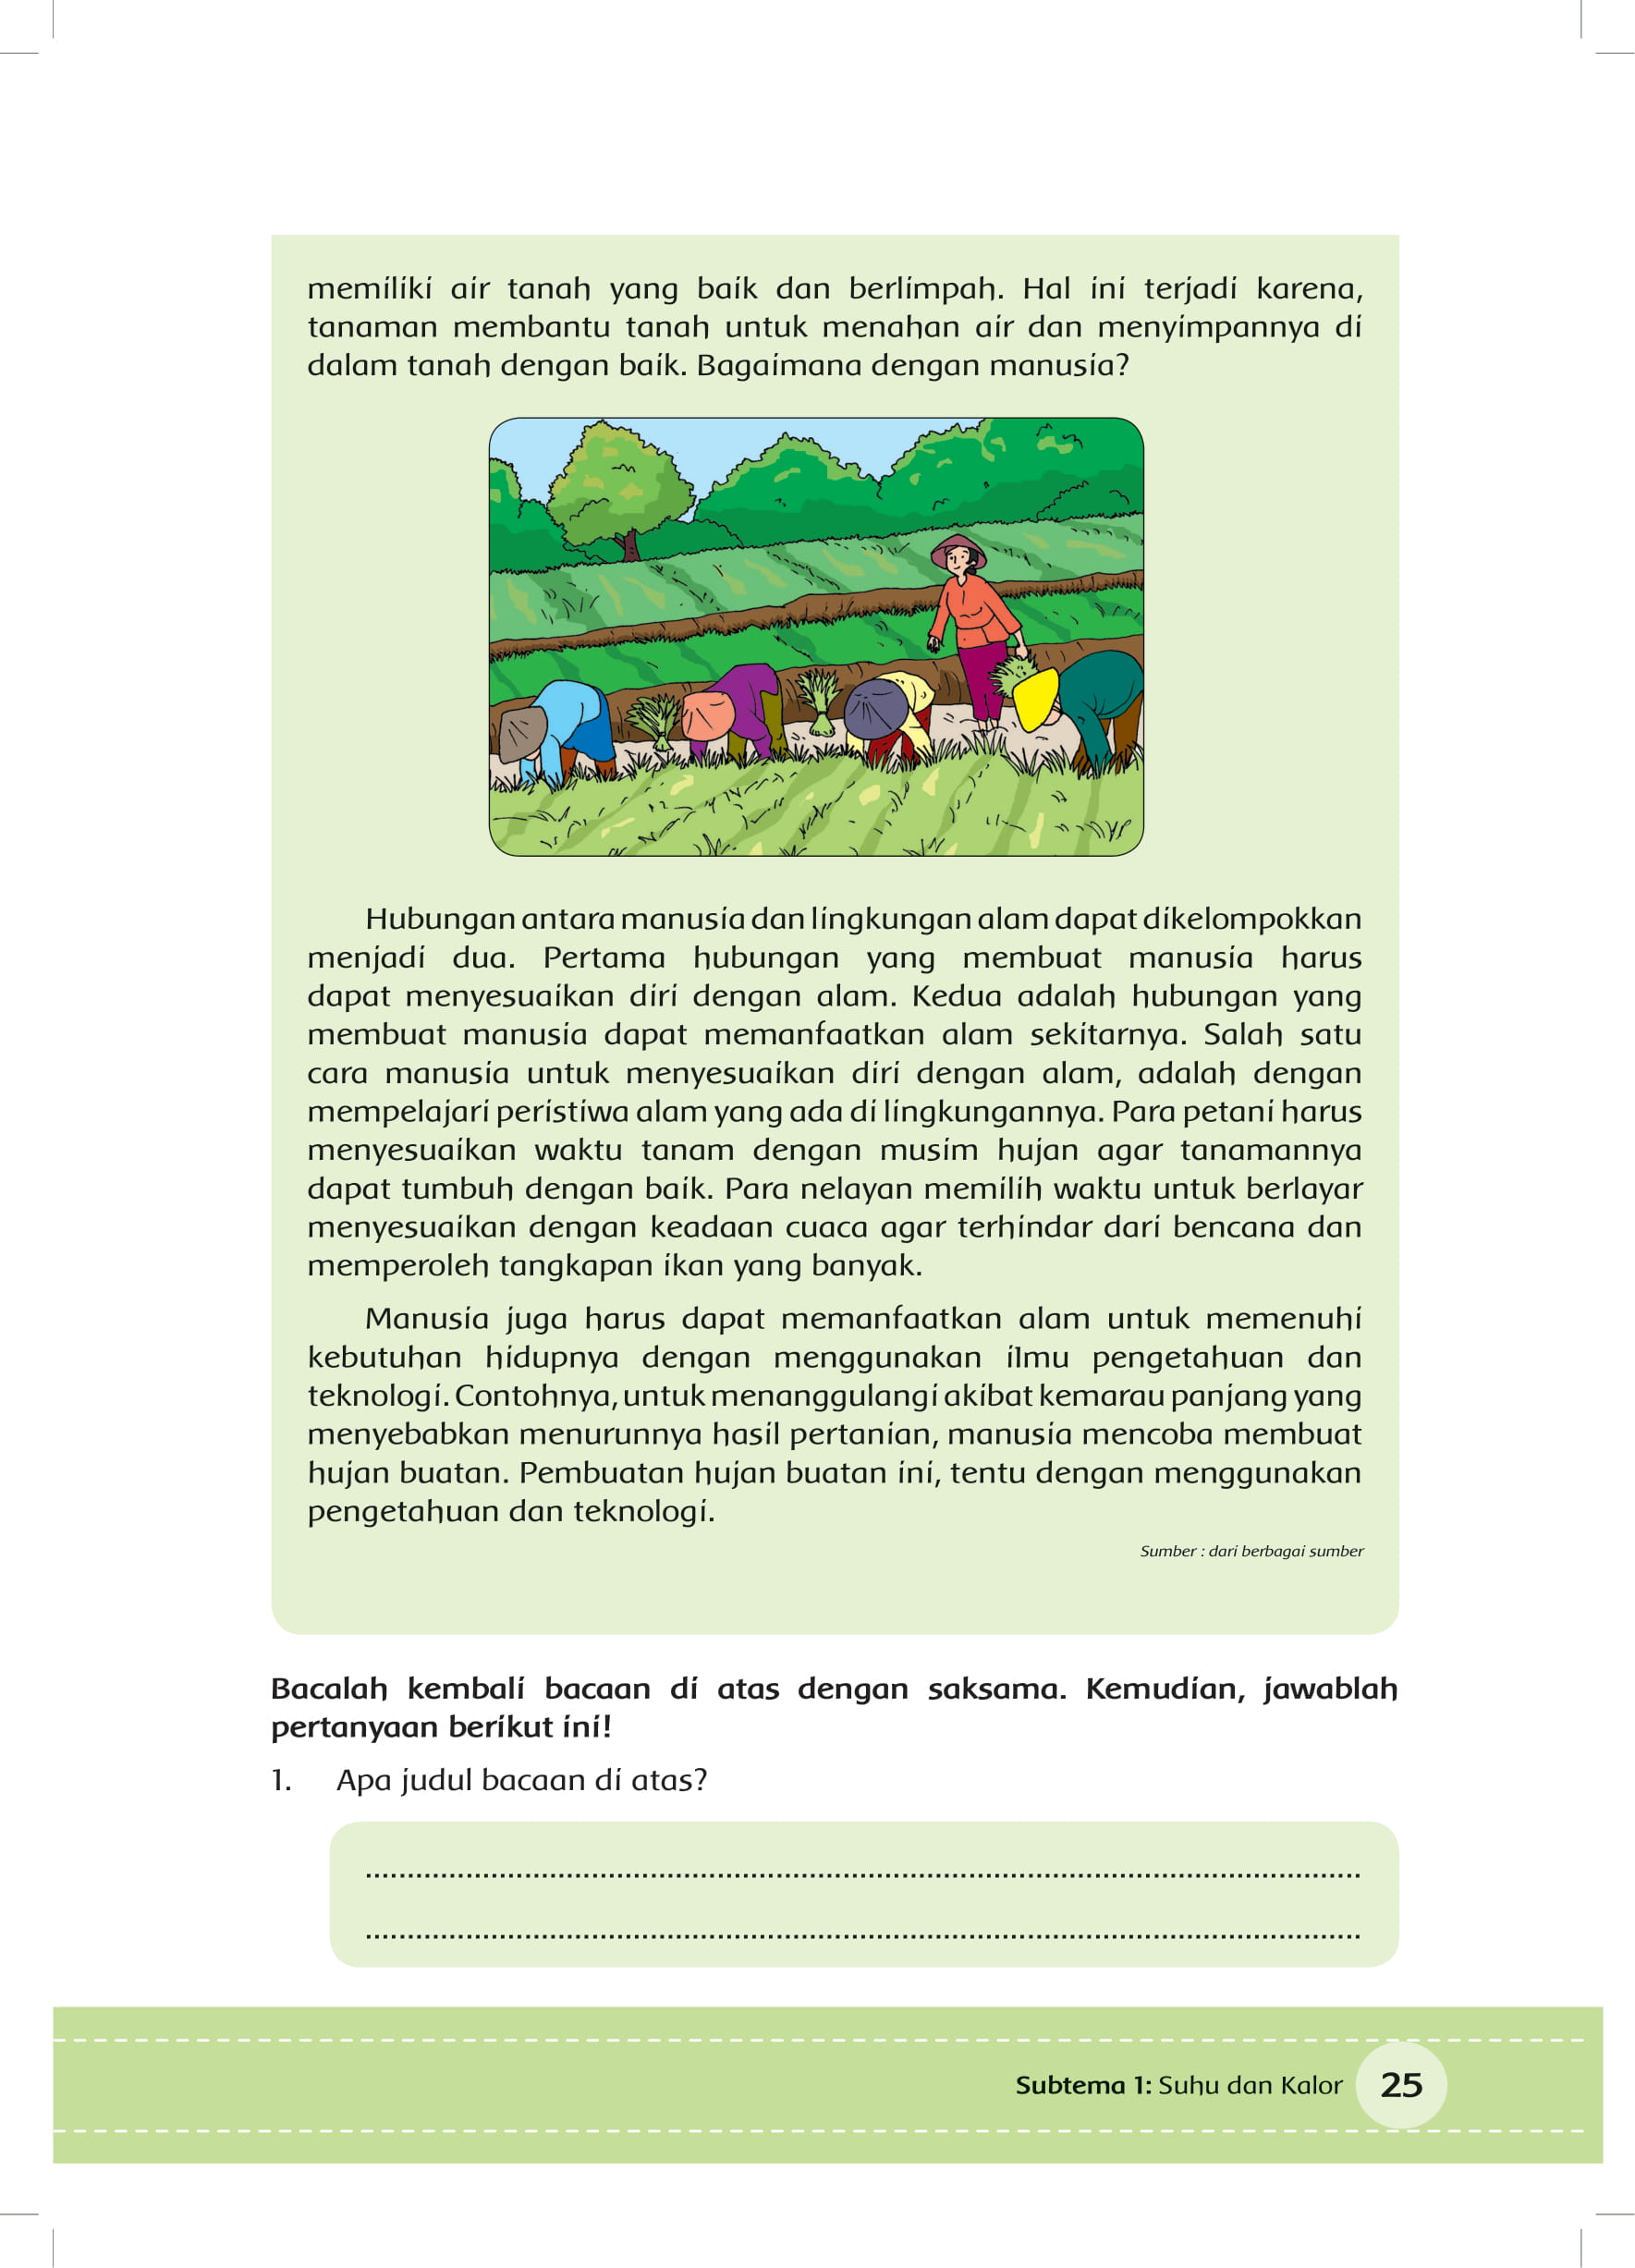 memiliki air tanah yang baik dan berlimpah. Hal ini terjadi karena,
tanaman membantu tanah untuk menahan air dan menyimpannya di
dalam tanah dengan baik. Bagaimana dengan manusia?
Hubungan antara manusia dan lingkungan alam dapat dikelompokkan
menjadi dua. Pertama hubungan yang membuat manusia harus
dapat menyesuaikan diri dengan alam. Kedua adalah hubungan yang
membuat manusia dapat memanfaatkan alam sekitarnya. Salah satu
cara manusia untuk menyesuaikan diri dengan alam, adalah dengan
mempelajari peristiwa alam yang ada di lingkungannya. Para petani harus
menyesuaikan waktu tanam dengan musim hujan agar tanamannya
dapat tumbuh dengan baik. Para nelayan memilih waktu untuk berlayar
menyesuaikan dengan keadaan cuaca agar terhindar dari bencana dan
memperoleh tangkapan ikan yang banyak.
Manusia juga harus dapat memanfaatkan alam untuk memenuhi
kebutuhan hidupnya dengan menggunakan ilmu pengetahuan dan
teknologi. Contohnya, untuk menanggulangi akibat kemarau panjang yang
menyebabkan menurunnya hasil pertanian, manusia mencoba membuat
hujan buatan. Pembuatan hujan buatan ini, tentu dengan menggunakan
pengetahuan dan teknologi.
Sumber : dari berbagai sumber
Bacalah kembali bacaan di atas dengan saksama. Kemudian, jawablah
pertanyaan berikut ini!
1. Apa judul bacaan di atas?
Subtema 1: Suhu dan Kalor 25